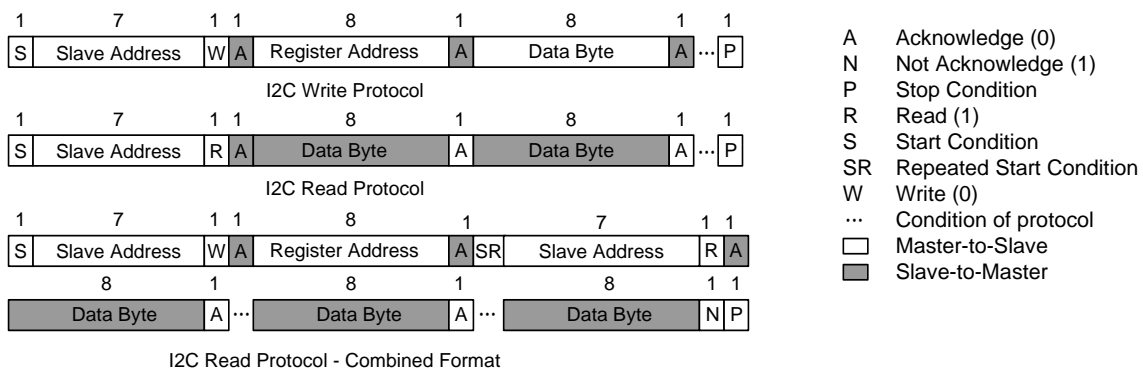 1 7 1 1 8 1 8 1 1
S Slave Address W A Register Address A Data Byte A ··· P
I2C Write Protocol
1 7 1 1 8 1 8 1 1
S Slave Address R A Data Byte A Data Byte A ··· P
I2C Read Protocol
1 7 1 1 8 1 7 1 1
S Slave Address W A Register Address A SR Slave Address R A
8 1 8 1 8 1 1
Data Byte A ··· Data Byte A ··· Data Byte N P
I2C Read Protocol - Combined Format
A Acknowledge (0)
N Not Acknowledge (1)
P Stop Condition
R Read (1)
S Start Condition
SR Repeated Start Condition
W Write (0)
··· Condition of protocol
Master-to-Slave
Slave-to-Master